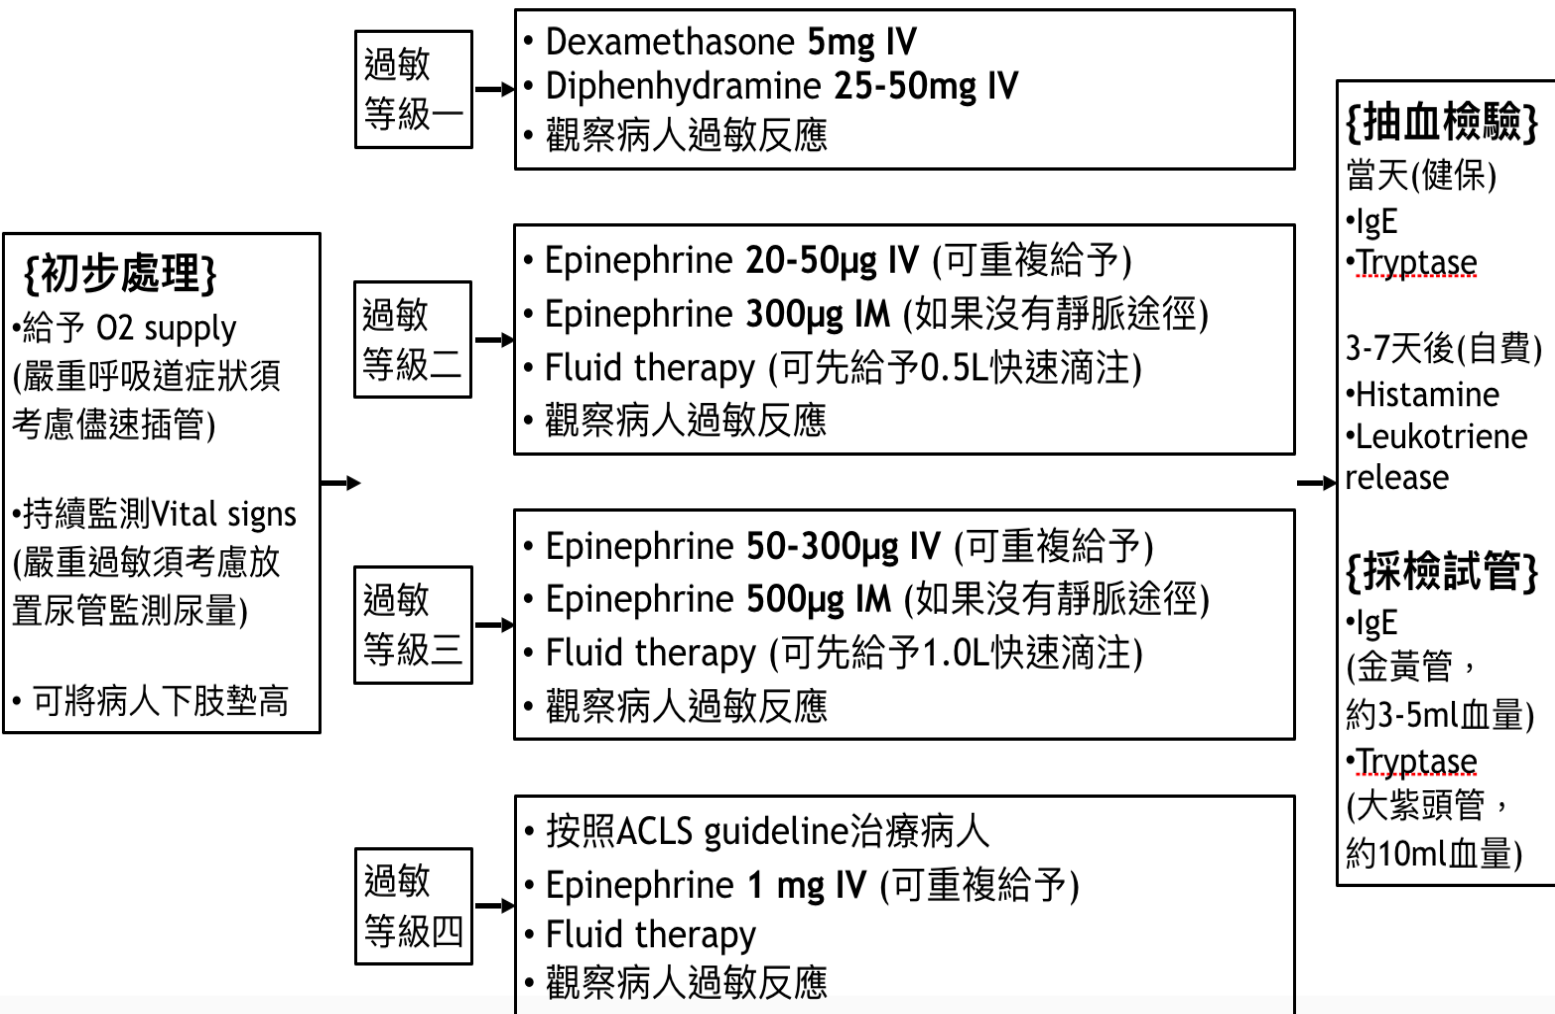 {初步處理}
•給予 O2 supply
(嚴重呼吸道症狀須
考慮儘速插管)
•持續監測Vital signs
(嚴重過敏須考慮放
置尿管監測尿量)
• 可將病人下肢墊高
過敏
等級一
• Dexamethasone 5mg IV
• Diphenhydramine 25-50mg IV
• 觀察病人過敏反應
過敏
等級二
• Epinephrine 20-50μg IV (可重複給予)
• Epinephrine 300μg IM (如果沒有靜脈途徑)
• Fluid therapy (可先給予0.5L快速滴注)
• 觀察病人過敏反應
過敏
等級三
• Epinephrine 50-300μg IV (可重複給予)
• Epinephrine 500μg IM (如果沒有靜脈途徑)
• Fluid therapy (可先給予1.0L快速滴注)
• 觀察病人過敏反應
過敏
等級四
• 按照ACLS guideline治療病人
• Epinephrine 1 mg IV (可重複給予)
• Fluid therapy
• 觀察病人過敏反應
{抽血檢驗}
當天(健保)
•IgE
•Tryptase
3-7天後(自費)
•Histamine
•Leukotriene
release
{採檢試管}
•IgE
(金黃管，
約3-5ml血量)
•Tryptase
(大紫頭管，
約10ml血量)